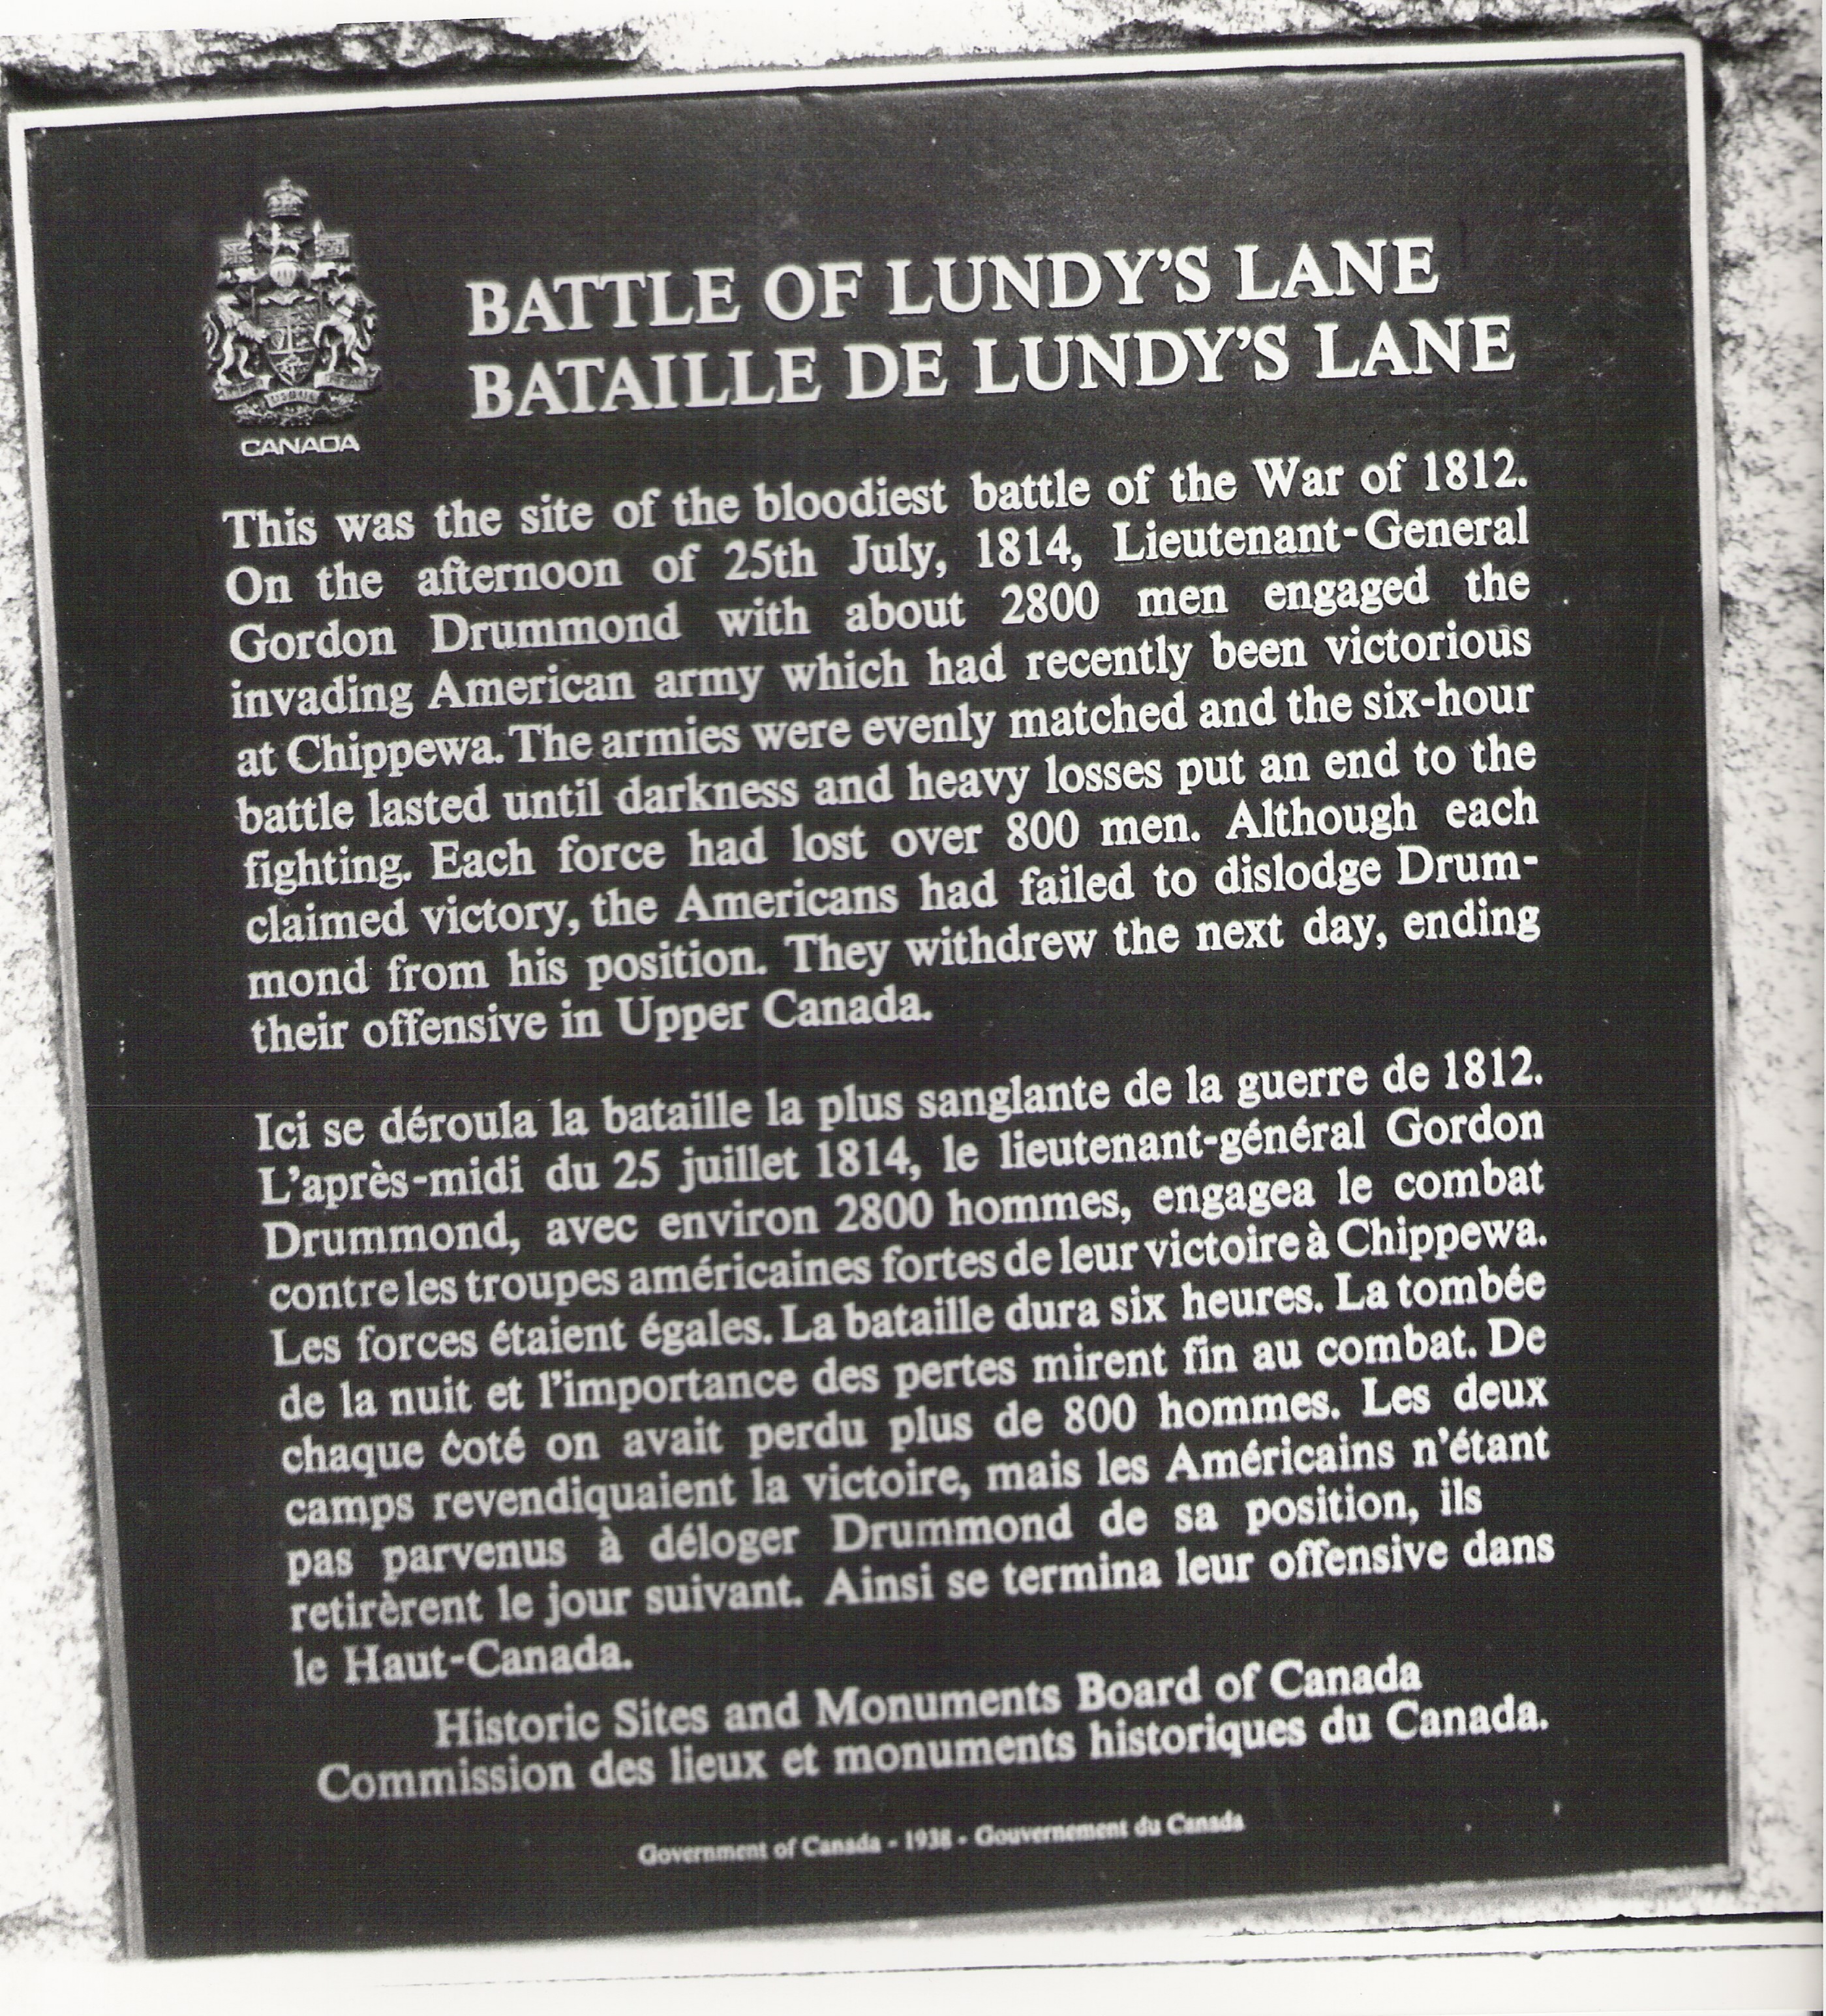 BATTLE OF LUNDY'S LANE
BATAILLE DE LUNDY'S LANE
CANADA
This was the site of the bloodiest battle of the War of 1812.
On the afternoon of 25th July, 1814, Lieutenant-General
Gordon Drummond with about 2800 men engaged the
invading American army which had recently been victorious
at Chippewa. The armies were evenly matched and the six-hour
battle lasted until darkness and heavy losses put an end to the
fighting. Each force had lost over 800 men. Although each
claimed victory, the Americans had failed to dislodge Drum-
mond from his position. They withdrew the next day, ending
their offensive in Upper Canada.
Ici se déroula la bataille la plus sanglante de la guerre de 1812.
L'après-midi du 25 juillet 1814, le lieutenant-général Gordon
Drummond, avec environ 2800 hommes, engagea le combat
contre les troupes américaines fortes de leur victoire à Chippewa.
Les forces étaient égales. La bataille dura six heures. La tombée
de la nuit et l'importance des pertes mirent fin au combat. De
chaque ĉoté on avait perdu plus de 800 hommes. Les deux
camps revendiquaient la victoire, mais les Américains n'étant
pas parvenus à déloger Drummond de sa position, ils
retirèrent le jour suivant. Ainsi se termina leur offensive dans
le Haut-Canada.
Historic Sites and Monuments Board of Canada
Commission des lieux et monuments historiques du Canada.
Government of Canada - 1938 - Gouvernement du Canada